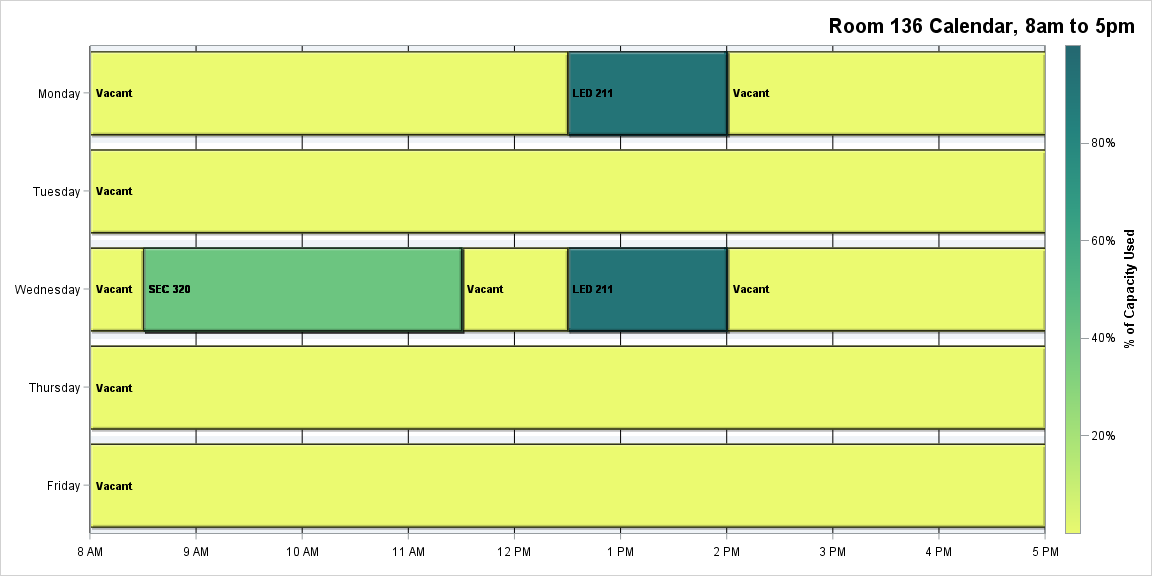 Room 136 Calendar, 8am to 5pm
Monday Vacant LED 211 Vacant
Tuesday Vacant
Wednesday Vacant SEC 320 Vacant LED 211 Vacant
Thursday Vacant
Friday Vacant
8 AM 9 AM 10 AM 11 AM 12 PM 1 PM 2 PM 3 PM 4 PM 5 PM
80%
60%
40%
20%
% of Capacity Used